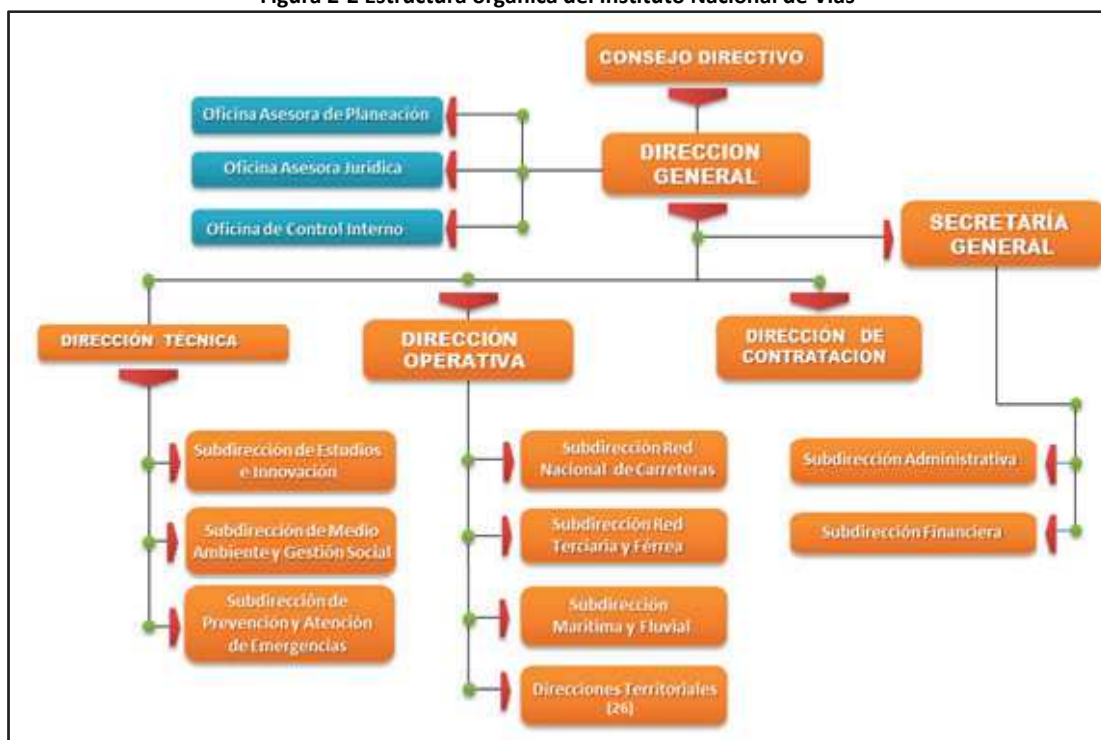 Figura 2-2 Estructura orgánica del Instituto Nacional de Vías
CONSEJO DIRECTIVO
Oficina Asesora de Planeación
Oficina Asesora Juridica
Oficina de Control Interno
DIRECCION
GENERAL
SECRETARÍA
GENERAL
DIRECCIÓN TÉCNICA
DIRECCIÓN
OPERATIVA
DIRECCIÓN DE
CONTRATACION
Subdirección de Estudios
e Innovación
Subdirección de Medio
Ambiente y Gestión Social
Subdirección de
Prevención y Atención
de Emergencias
Subdirección Red
Nacional de Carreteras
Subdirección Red
Terciaria y Férrea
Subdirección
Marítima y Fluvial
Direcciones Territoriales
(26)
Subdirección Administrativa
Subdirección Financiera